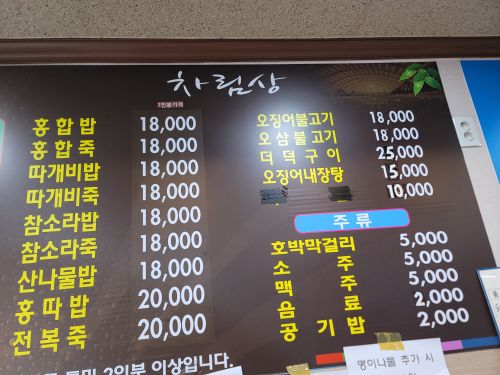 차림상
1인분가격
홍합밥 18,000
홍합죽 18,000
따개비밥 18,000
따개비죽 18,000
참소라밥 18,000
참소라죽 18,000
산나물밥 18,000
홍따밥 20,000
전복죽 20,000
2인분 이상입니다.
오징어불고기 18,000
오삼불고기 18,000
더덕구이 25,000
오징어내장탕 15,000
10,000
주류
호박막걸리 5,000
소주 5,000
맥주 5,000
음료 2,000
공기밥 2,000
명이나물 추가 시